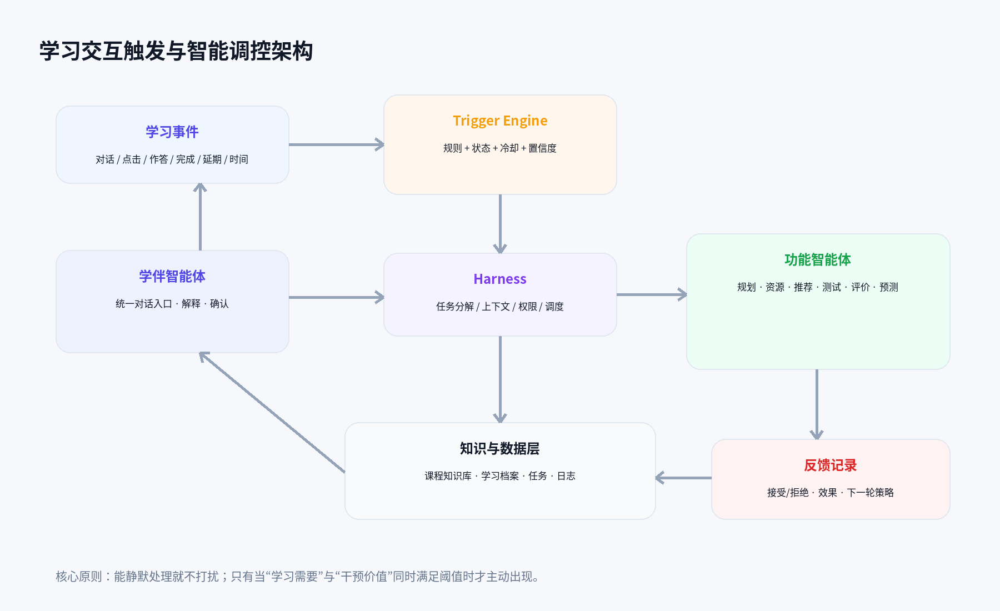 学习交互触发与智能调控架构
学习事件
对话 / 点击 / 作答 / 完成 / 延期 / 时间
Trigger Engine
规则 + 状态 + 冷却 + 置信度
学伴智能体
统一对话入口 · 解释 · 确认
Harness
任务分解 / 上下文 / 权限 / 调度
功能智能体
规划 · 资源 · 推荐 · 测试 · 评价 · 预测
知识与数据层
课程知识库 · 学习档案 · 任务 · 日志
反馈记录
接受/拒绝 · 效果 · 下一轮策略
核心原则：能静默处理就不打扰；只有当“学习需要”与“干预价值”同时满足阈值时才主动出现。